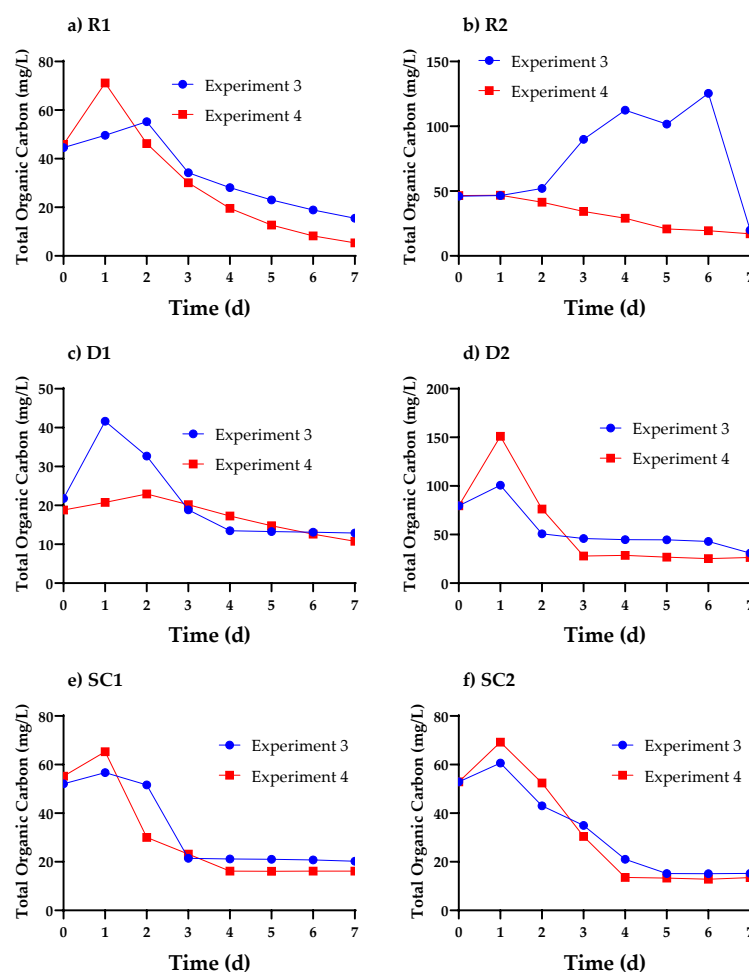 a) R1
Total Organic Carbon (mg/L)
80
60
40
20
0
Experiment 3
Experiment 4
0 1 2 3 4 5 6 7
Time (d)
b) R2
Total Organic Carbon (mg/L)
150
100
50
0
Experiment 3
Experiment 4
0 1 2 3 4 5 6 7
Time (d)
c) D1
Total Organic Carbon (mg/L)
50
40
30
20
10
0
Experiment 3
Experiment 4
0 1 2 3 4 5 6 7
Time (d)
d) D2
Total Organic Carbon (mg/L)
200
150
100
50
0
Experiment 3
Experiment 4
0 1 2 3 4 5 6 7
Time (d)
e) SC1
Total Organic Carbon (mg/L)
80
60
40
20
0
Experiment 3
Experiment 4
0 1 2 3 4 5 6 7
Time (d)
f) SC2
Total Organic Carbon (mg/L)
80
60
40
20
0
Experiment 3
Experiment 4
0 1 2 3 4 5 6 7
Time (d)